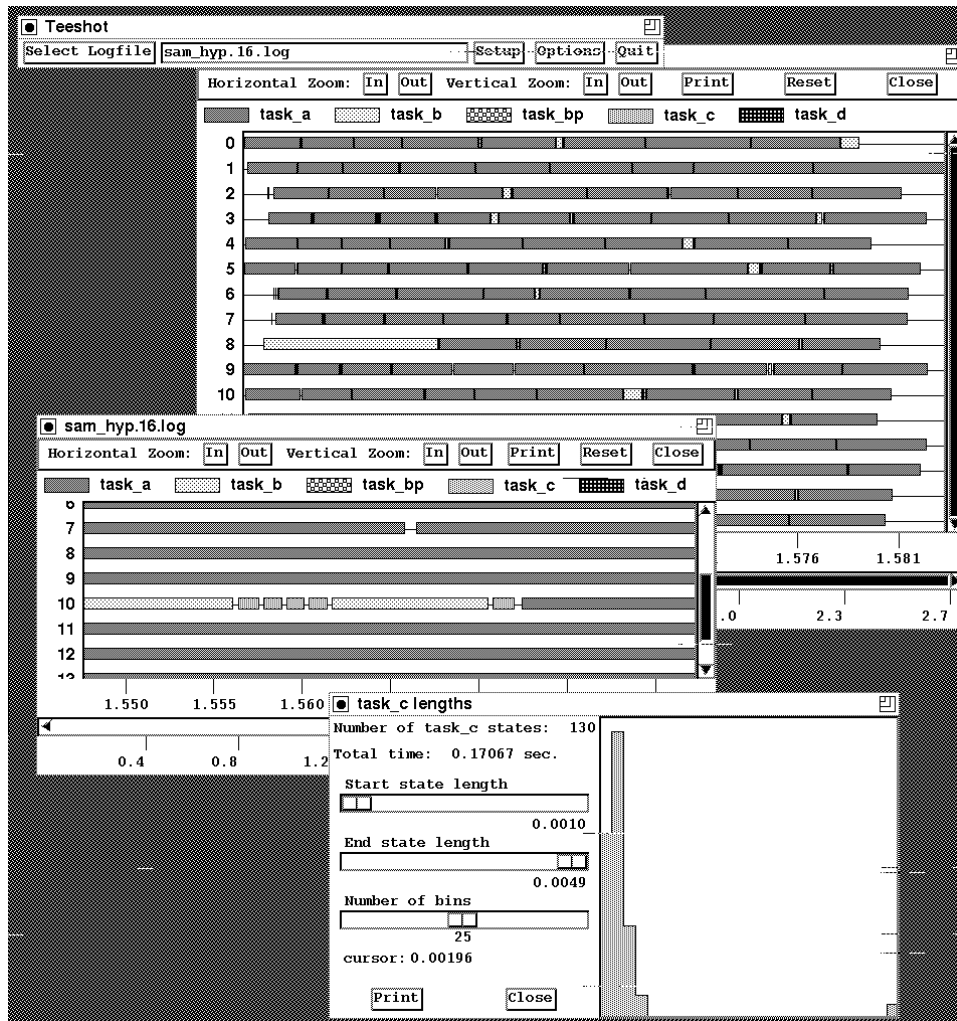 Teeshot
Select Logfile sam_hyp.16.log Setup Options Quit
Horizontal Zoom: In Out Vertical Zoom: In Out Print Reset Close
task_a task_b task_bp task_c task_d
0
1
2
3
4
5
6
7
8
9
10
1.576 1.581
.0 2.3 2.7
sam_hyp.16.log
Horizontal Zoom: In Out Vertical Zoom: In Out Print Reset Close
task_a task_b task_bp task_c task_d
6
7
8
9
10
11
12
13
1.550 1.555 1.560
0.4 0.8 1.2
task_c lengths
Number of task_c states: 130
Total time: 0.17067 sec.
Start state length
0.0010
End state length
0.0049
Number of bins
25
cursor: 0.00196
Print Close